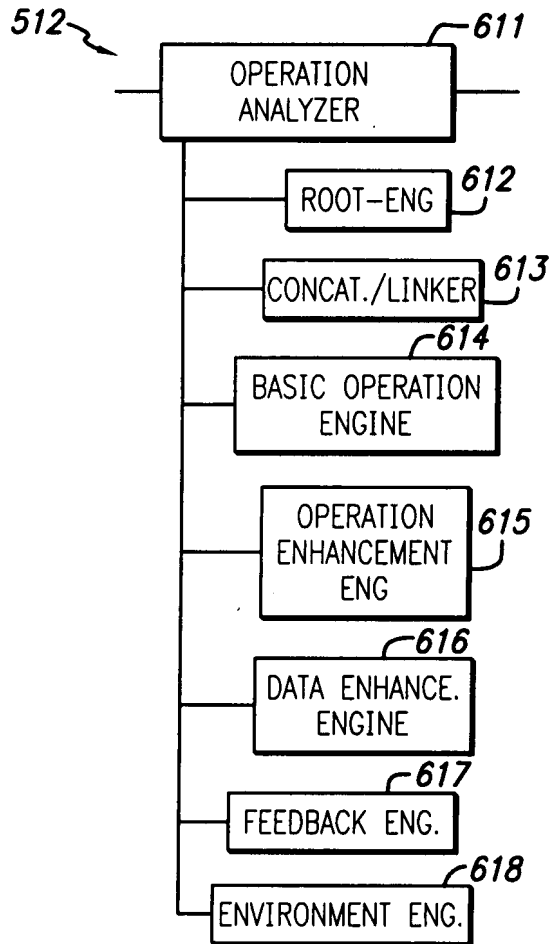 512
611
OPERATION
ANALYZER
612
ROOT-ENG
613
CONCAT./LINKER
614
BASIC OPERATION
ENGINE
OPERATION
ENHANCEMENT
ENG
615
616
DATA ENHANCE.
ENGINE
617
FEEDBACK ENG.
618
ENVIRONMENT ENG.